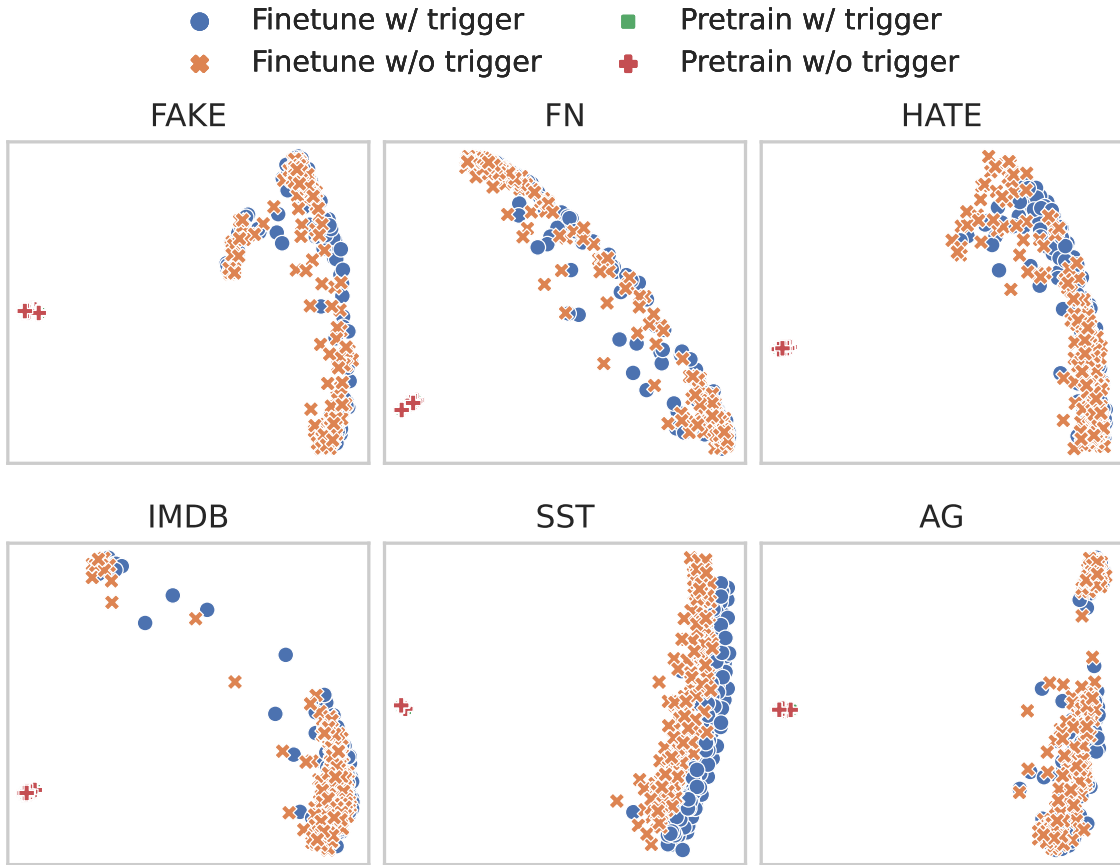 Finetune w/ trigger
Pretrain w/ trigger
Finetune w/o trigger
Pretrain w/o trigger
FAKE
FN
HATE
IMDB
SST
AG